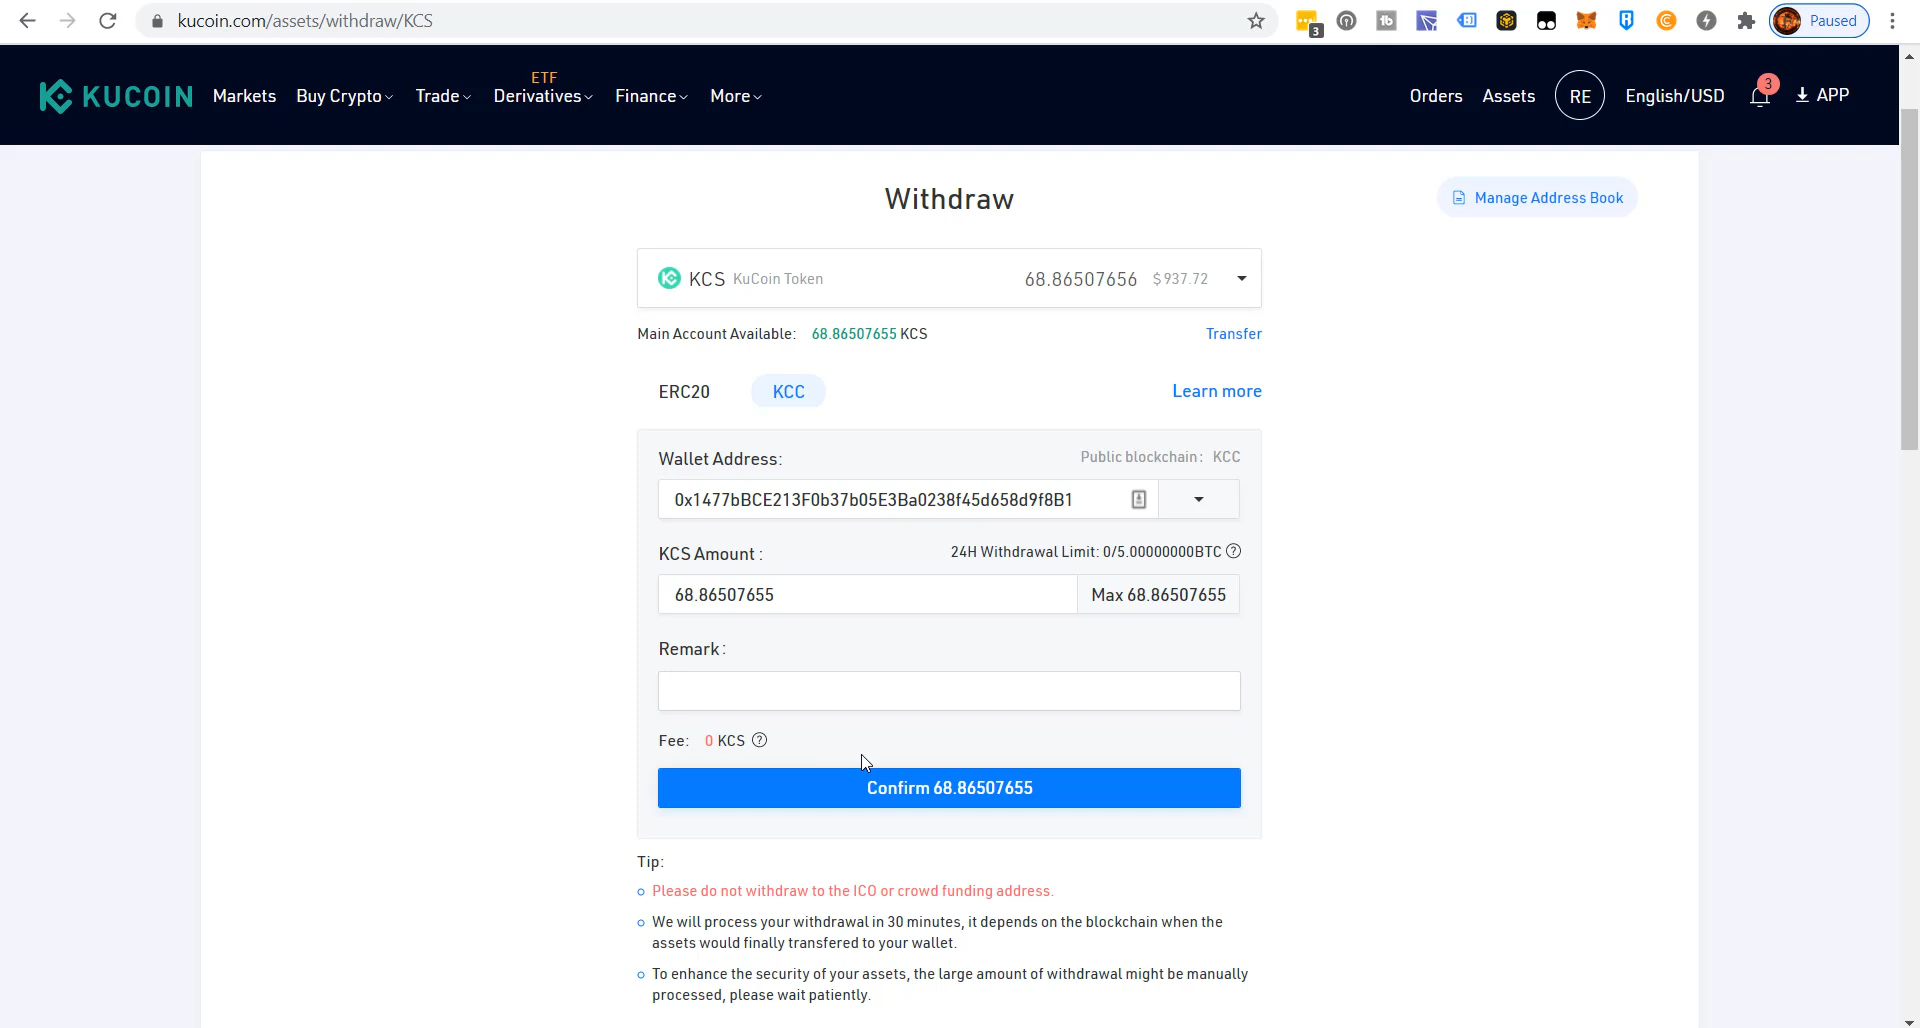 kucoin.com/assets/withdraw/KCS
3
Paused
KUCOIN
Markets
Buy Crypto
Trade
ETF
Derivatives
Finance
More
Orders
Assets
RE
English/USD
3
APP
Withdraw
Manage Address Book
KCS KuCoin Token 68.86507656 $937.72
Main Account Available: 68.86507655 KCS
Transfer
ERC20
KCC
Learn more
Wallet Address:
Public blockchain: KCC
0x1477bBCE213F0b37b05E3Ba0238f45d658d9f8B1
KCS Amount :
24H Withdrawal Limit: 0/5.00000000BTC ?
68.86507655
Max 68.86507655
Remark:
Fee: 0 KCS ?
Confirm 68.86507655
Tip:
Please do not withdraw to the ICO or crowd funding address.
We will process your withdrawal in 30 minutes, it depends on the blockchain when the
assets would finally transfered to your wallet.
To enhance the security of your assets, the large amount of withdrawal might be manually
processed, please wait patiently.